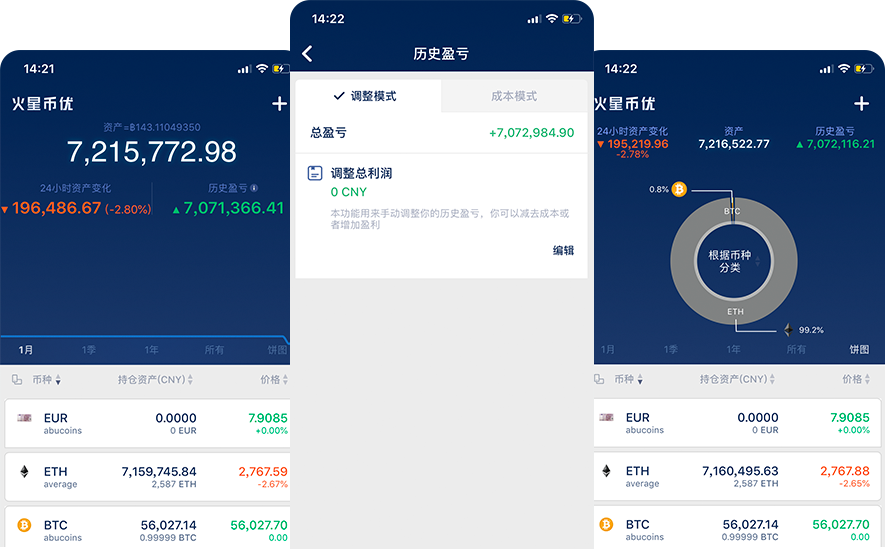 14:21
火星币优
+
资产=฿143.11049350
7,215,772.98
24小时资产变化
历史盈亏
▼196,486.67 (-2.80%)
▲7,071,366.41
1月 1季 1年 所有 饼图
币种 持仓资产(CNY) 价格
EUR 0.0000 7.9085
abucoins 0 EUR +0.00%
ETH 7,159,745.84 2,767.59
average 2,587 ETH -2.67%
BTC 56,027.14 56,027.70
abucoins 0.99999 BTC 0.00
14:22
历史盈亏
调整模式 成本模式
总盈亏 +7,072,984.90
调整总利润
0 CNY
本功能用来手动调整你的历史盈亏，你可以减去成本或
者增加盈利
编辑
14:22
火星币优
+
24小时资产变化 资产 历史盈亏
▼195,219.96 7,216,522.77 ▲7,072,116.21
-2.78%
0.8%
BTC
根据币种
分类
ETH
99.2%
1月 1季 1年 所有 饼图
币种 持仓资产(CNY) 价格
EUR 0.0000 7.9085
abucoins 0 EUR +0.00%
ETH 7,160,495.63 2,767.88
average 2,587 ETH -2.65%
BTC 56,027.14 56,027.70
abucoins 0.99999 BTC 0.00